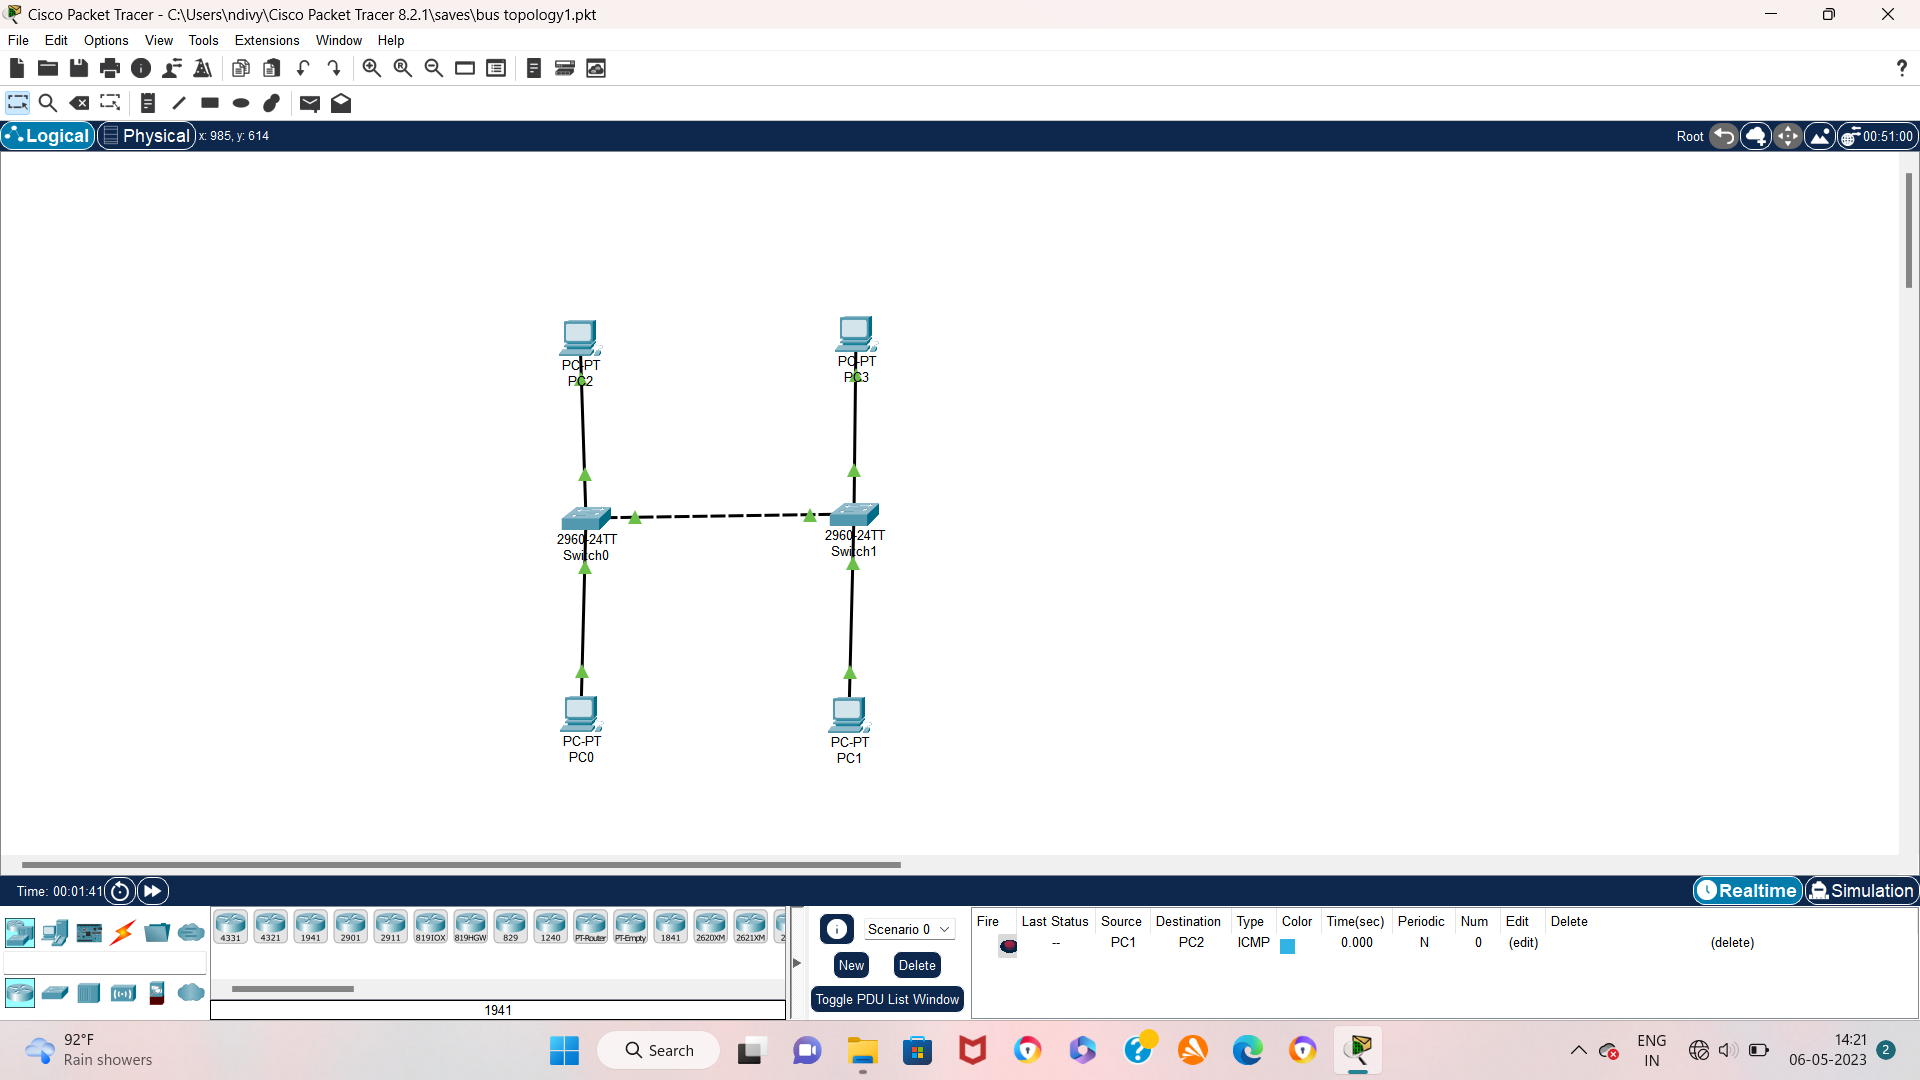 Cisco Packet Tracer - C:\Users\ndivy\Cisco Packet Tracer 8.2.1\saves\bus topology1.pkt
File Edit Options View Tools Extensions Window Help
?
Logical Physical x: 985, y: 614 Root 00:51:00
PC-PT
PC2
PC-PT
PC3
2960-24TT
Switch0
2960-24TT
Switch1
PC-PT
PC0
PC-PT
PC1
Time: 00:01:41 Realtime Simulation
4331 4321 1941 2901 2911 819IOX 819HGW 829 1240 PT-Router PT-Empty 1841 2620XM 2621XM 2
1941
Scenario 0
New Delete
Toggle PDU List Window
Fire Last Status Source Destination Type Color Time(sec) Periodic Num Edit Delete
-- PC1 PC2 ICMP 0.000 N 0 (edit) (delete)
92°F
Rain showers
Search
ENG
IN
14:21
06-05-2023
2